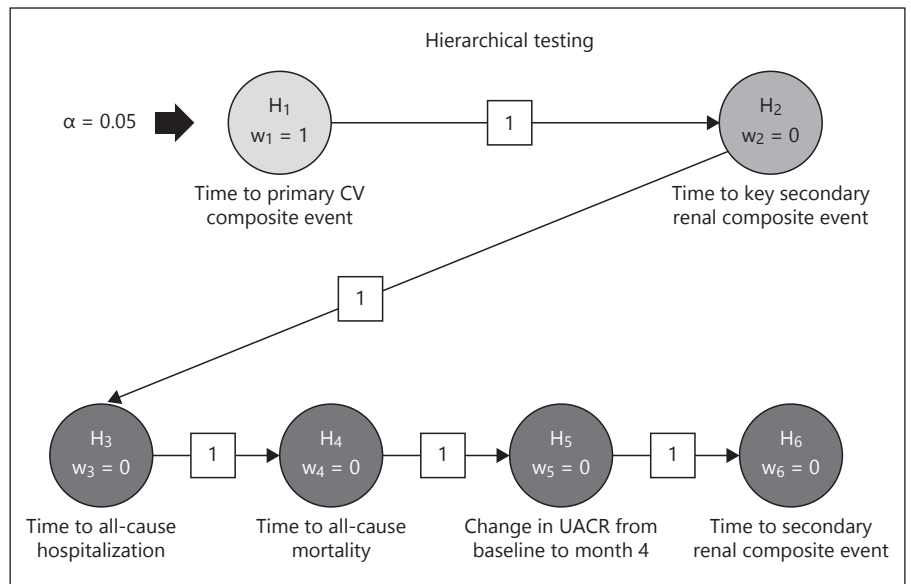 Hierarchical testing
α = 0.05
H₁
w₁ = 1
1
H₂
w₂ = 0
Time to primary CV
composite event
Time to key secondary
renal composite event
1
H₃
w₃ = 0
1
H₄
w₄ = 0
1
H₅
w₅ = 0
1
H₆
w₆ = 0
Time to all-cause
hospitalization
Time to all-cause
mortality
Change in UACR from
baseline to month 4
Time to secondary
renal composite event